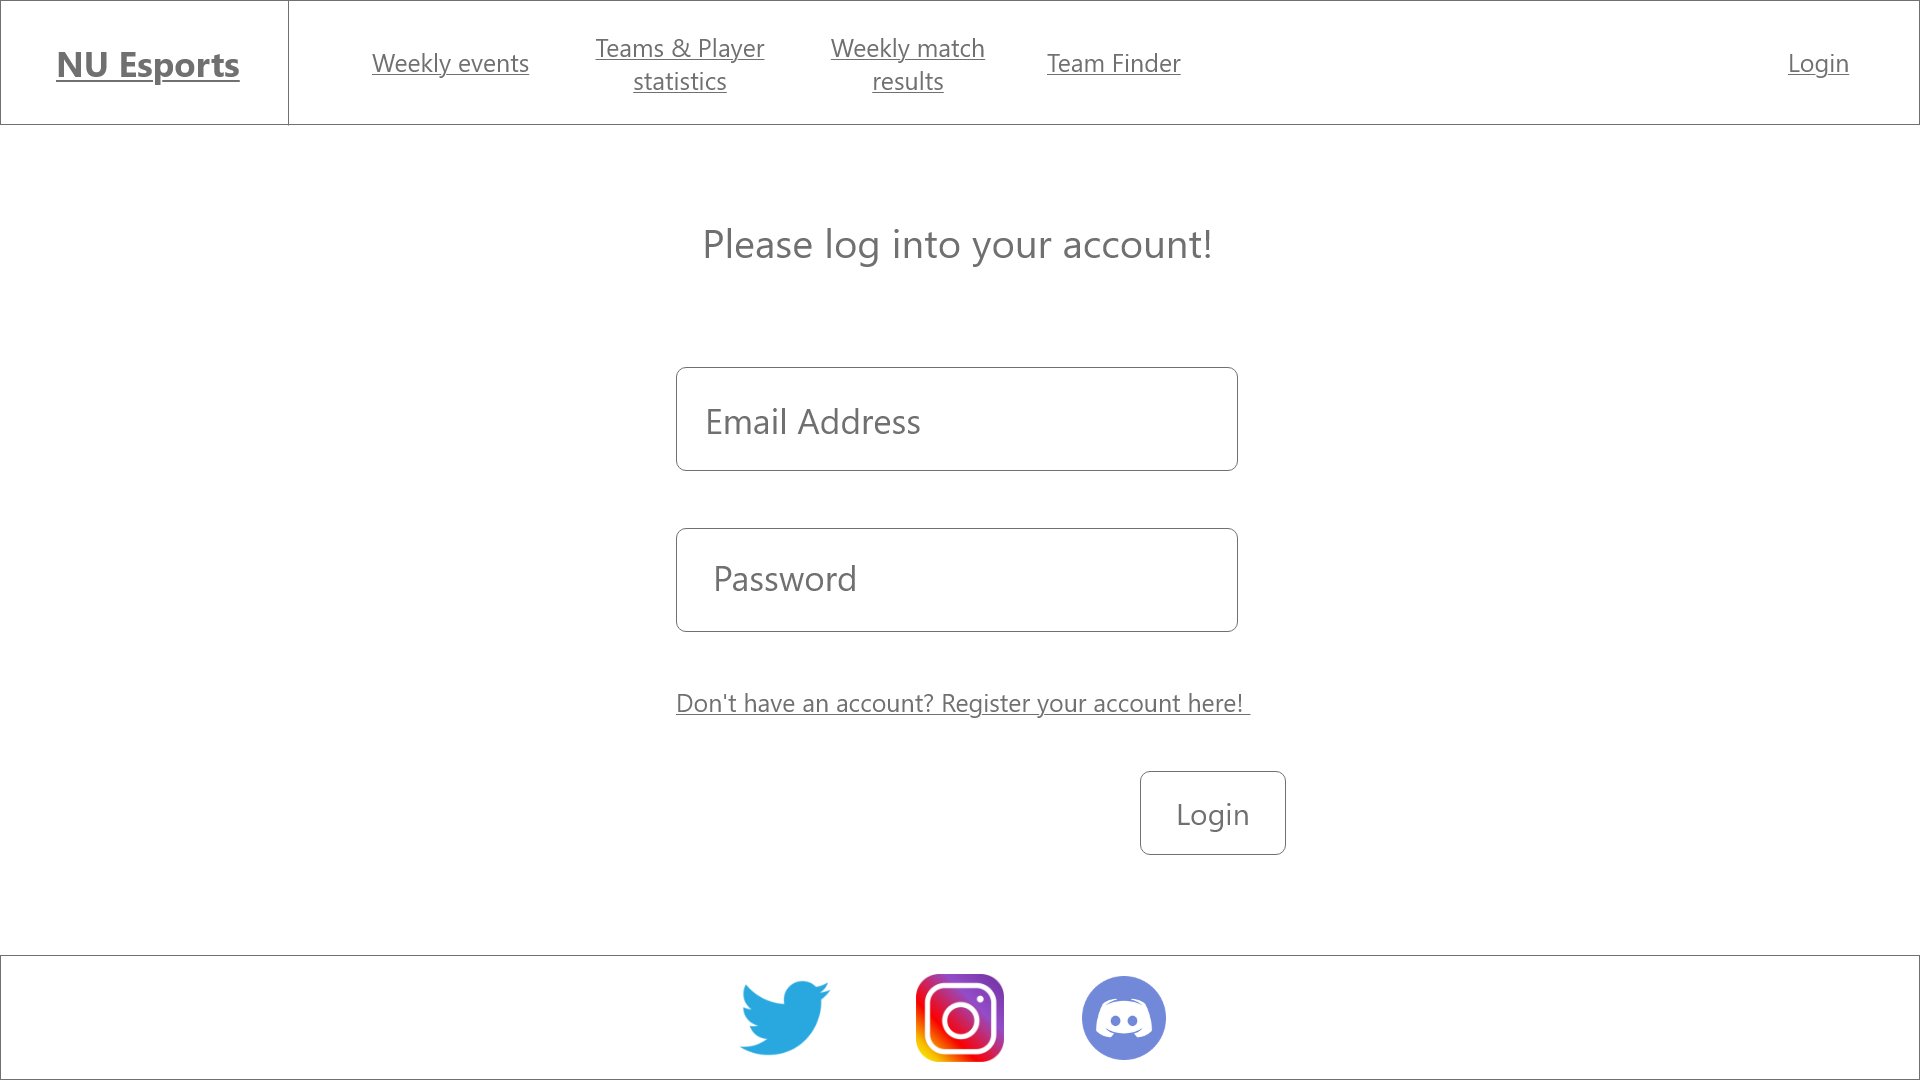 NU Esports
Weekly events
Teams & Player
statistics
Weekly match
results
Team Finder
Login
Please log into your account!
Email Address
Password
Don't have an account? Register your account here!
Login